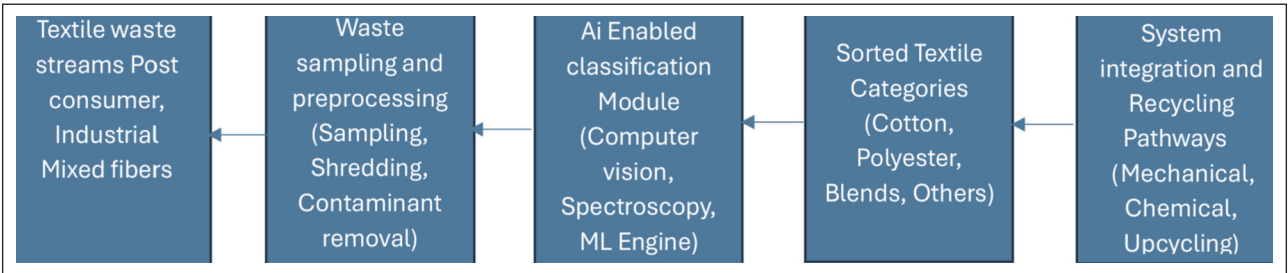 Textile waste
streams Post
consumer,
Industrial
Mixed fibers
Waste
sampling and
preprocessing
(Sampling,
Shredding,
Contaminant
removal)
Ai Enabled
classification
Module
(Computer
vision,
Spectroscopy,
ML Engine)
Sorted Textile
Categories
(Cotton,
Polyester,
Blends, Others)
System
integration and
Recycling
Pathways
(Mechanical,
Chemical,
Upcycling)